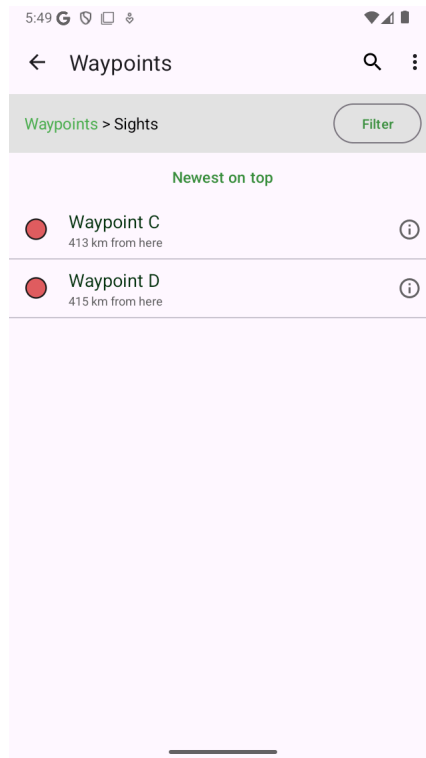 5:49
Waypoints
Waypoints > Sights
Filter
Newest on top
Waypoint C
413 km from here
Waypoint D
415 km from here